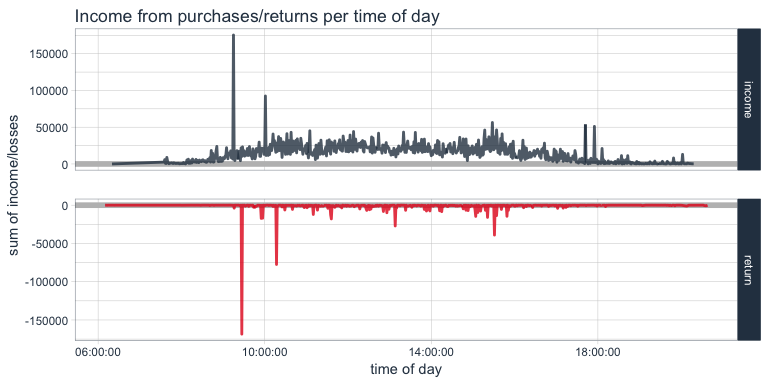 Income from purchases/returns per time of day
sum of income/losses
150000
100000
50000
0
income
0
-50000
-100000
-150000
return
06:00:00 10:00:00 14:00:00 18:00:00
time of day